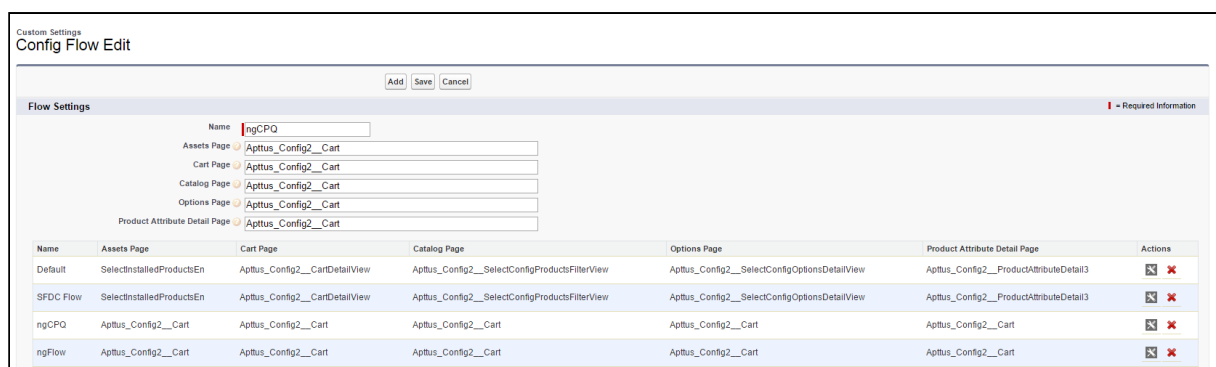 Custom Settings
Config Flow Edit
Add Save Cancel
Flow Settings = Required Information
Name ngCPQ
Assets Page Apttus_Config2__Cart
Cart Page Apttus_Config2__Cart
Catalog Page Apttus_Config2__Cart
Options Page Apttus_Config2__Cart
Product Attribute Detail Page Apttus_Config2__Cart
Name Assets Page Cart Page Catalog Page Options Page Product Attribute Detail Page Actions
Default SelectInstalledProductsEn Apttus_Config2__CartDetailView Apttus_Config2__SelectConfigProductsFilterView Apttus_Config2__SelectConfigOptionsDetailView Apttus_Config2__ProductAttributeDetail3
SFDC Flow SelectInstalledProductsEn Apttus_Config2__CartDetailView Apttus_Config2__SelectConfigProductsFilterView Apttus_Config2__SelectConfigOptionsDetailView Apttus_Config2__ProductAttributeDetail3
ngCPQ Apttus_Config2__Cart Apttus_Config2__Cart Apttus_Config2__Cart Apttus_Config2__Cart Apttus_Config2__Cart
ngFlow Apttus_Config2__Cart Apttus_Config2__Cart Apttus_Config2__Cart Apttus_Config2__Cart Apttus_Config2__Cart